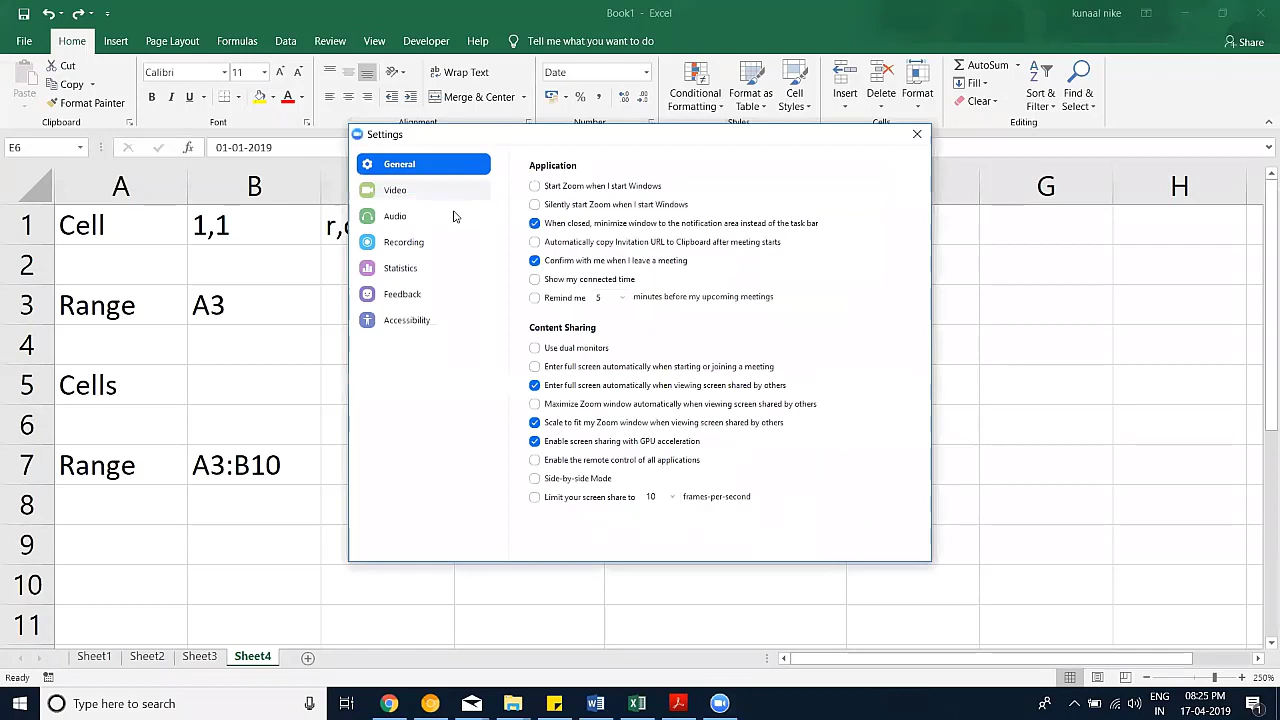 Book1 - Excel
kunaal nike
File Home Insert Page Layout Formulas Data Review View Developer Help Tell me what you want to do Share
Paste
Cut
Copy
Format Painter
Clipboard
Calibri 11
B I U
Font
Wrap Text
Merge & Center
Alignment
Date
%
Number
Conditional Formatting
Format as Table
Cell Styles
Styles
Insert Delete Format
Cells
AutoSum
Fill
Clear
Sort & Filter
Find & Select
Editing
E6 fx 01-01-2019
A B G H
1 Cell 1,1 r,c
2
3 Range A3
4
5 Cells
6
7 Range A3:B10
8
9
10
11
Settings
General
Video
Audio
Recording
Statistics
Feedback
Accessibility
Application
Start Zoom when I start Windows
Silently start Zoom when I start Windows
When closed, minimize window to the notification area instead of the task bar
Automatically copy Invitation URL to Clipboard after meeting starts
Confirm with me when I leave a meeting
Show my connected time
Remind me 5 minutes before my upcoming meetings
Content Sharing
Use dual monitors
Enter full screen automatically when starting or joining a meeting
Enter full screen automatically when viewing screen shared by others
Maximize Zoom window automatically when viewing screen shared by others
Scale to fit my Zoom window when viewing screen shared by others
Enable screen sharing with GPU acceleration
Enable the remote control of all applications
Side-by-side Mode
Limit your screen share to 10 frames-per-second
Sheet1 Sheet2 Sheet3 Sheet4
Ready 250%
Type here to search
ENG
IN
08:25 PM
17-04-2019